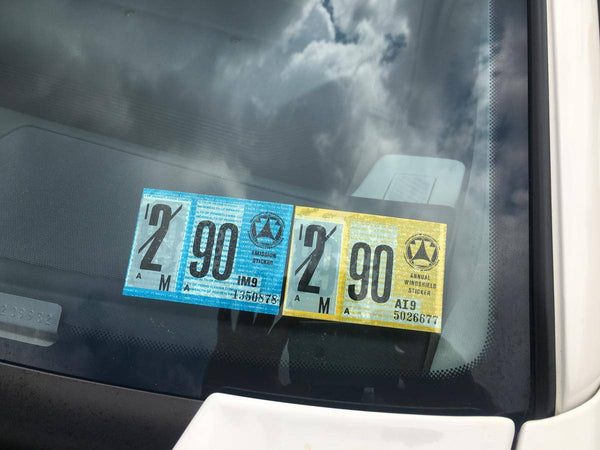 '2
M
A
90
A
EMISSION
STICKER
IM9
1350878
'2
M
A
90
A
ANNUAL
WINDSHIELD
STICKER
AI9
5026677